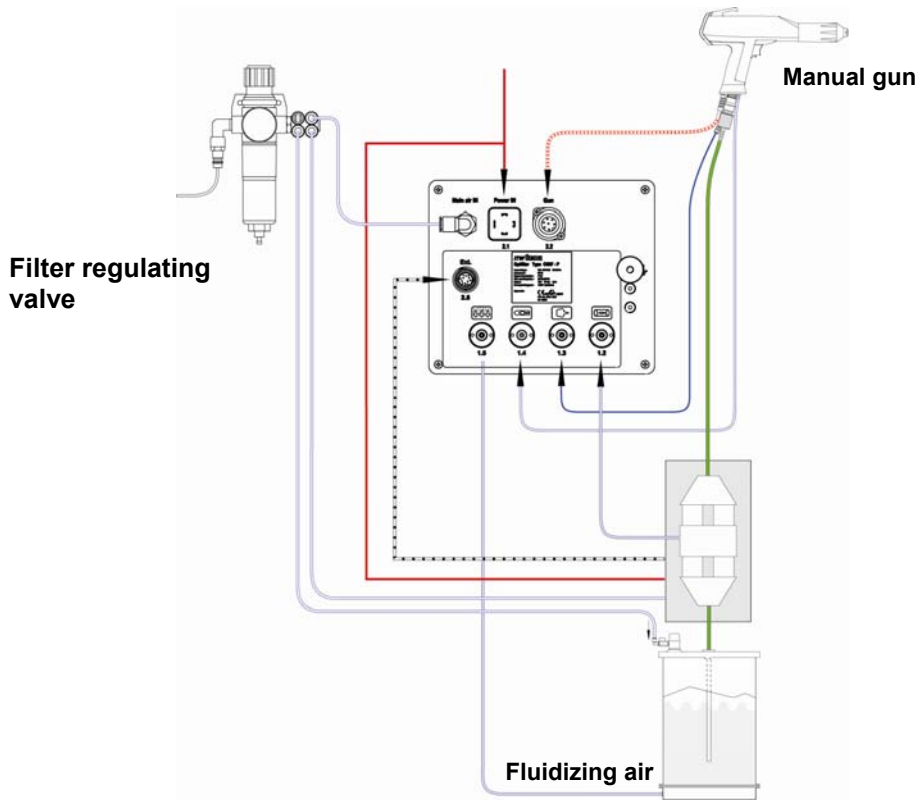 Manual gun
Filter regulating
valve
Main air IN
Power IN
Gun
2.1
2.2
Ext.
2.5
1.5
1.4
1.3
1.2
Fluidizing air